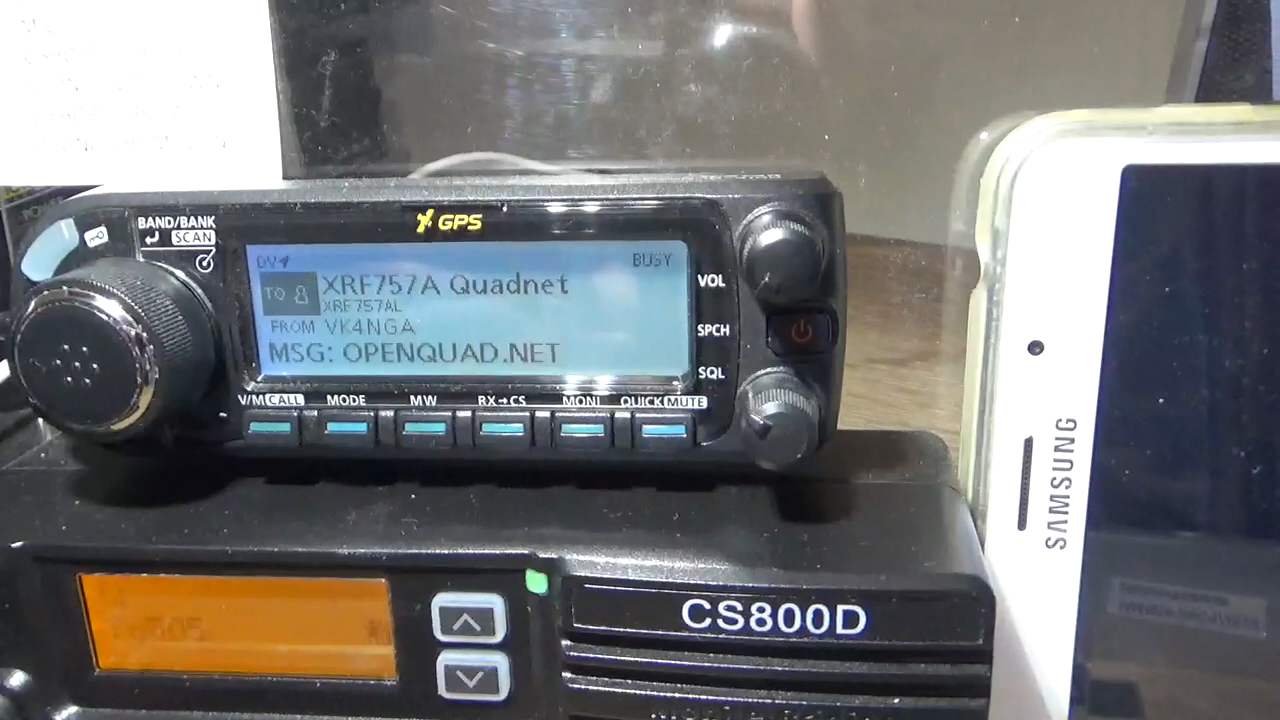 BAND/BANK
SCAN
GPS
DV
BUSY
TO
XRF757A Quadnet
XRF757AL
FROM VK4NGA
MSG: OPENQUAD.NET
VOL
SPCH
SQL
V/M CALL
MODE
MW
RX→CS
MONI
QUICK MUTE
CS800D
SAMSUNG